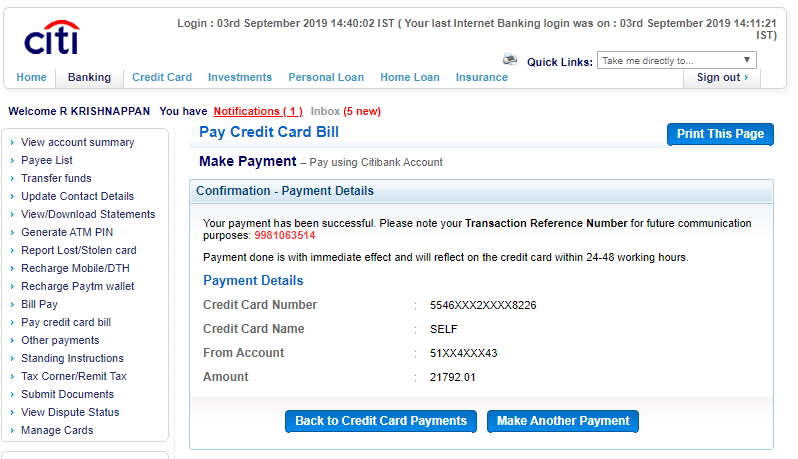 citi
Login : 03rd September 2019 14:40:02 IST ( Your last Internet Banking login was on : 03rd September 2019 14:11:21
IST)
Quick Links: Take me directly to... ▼
Home Banking Credit Card Investments Personal Loan Home Loan Insurance Sign out ›
Welcome R KRISHNAPPAN You have Notifications ( 1 ) Inbox (5 new)
› View account summary
› Payee List
› Transfer funds
› Update Contact Details
› View/Download Statements
› Generate ATM PIN
› Report Lost/Stolen card
› Recharge Mobile/DTH
› Recharge Paytm wallet
› Bill Pay
› Pay credit card bill
› Other payments
› Standing Instructions
› Tax Corner/Remit Tax
› Submit Documents
› View Dispute Status
› Manage Cards
Pay Credit Card Bill
Print This Page
Make Payment – Pay using Citibank Account
Confirmation - Payment Details
Your payment has been successful. Please note your Transaction Reference Number for future communication
purposes: 9981063514
Payment done is with immediate effect and will reflect on the credit card within 24-48 working hours.
Payment Details
Credit Card Number : 5546XXX2XXXX8226
Credit Card Name : SELF
From Account : 51XX4XXX43
Amount : 21792.01
Back to Credit Card Payments Make Another Payment